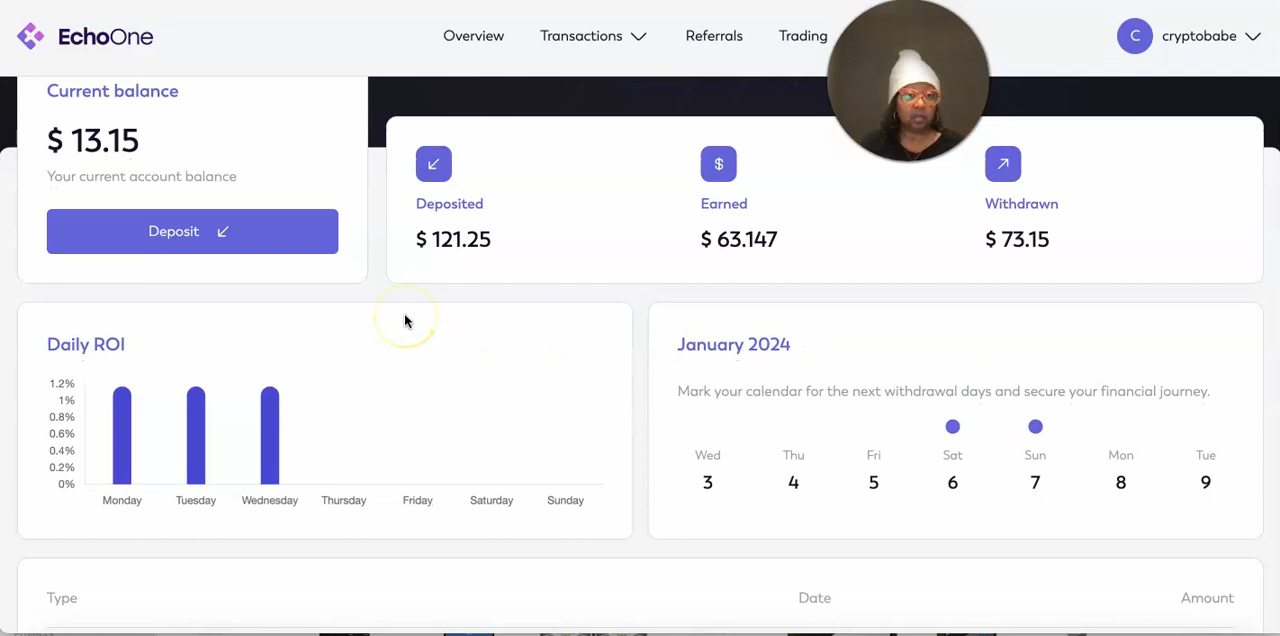 EchoOne
Overview Transactions Referrals Trading
C cryptobabe
Current balance
$ 13.15
Your current account balance
Deposit
Deposited
$ 121.25
$
Earned
$ 63.147
Withdrawn
$ 73.15
Daily ROI
1.2%
1%
0.8%
0.6%
0.4%
0.2%
0%
Monday Tuesday Wednesday Thursday Friday Saturday Sunday
January 2024
Mark your calendar for the next withdrawal days and secure your financial journey.
Wed Thu Fri Sat Sun Mon Tue
3 4 5 6 7 8 9
Type Date Amount